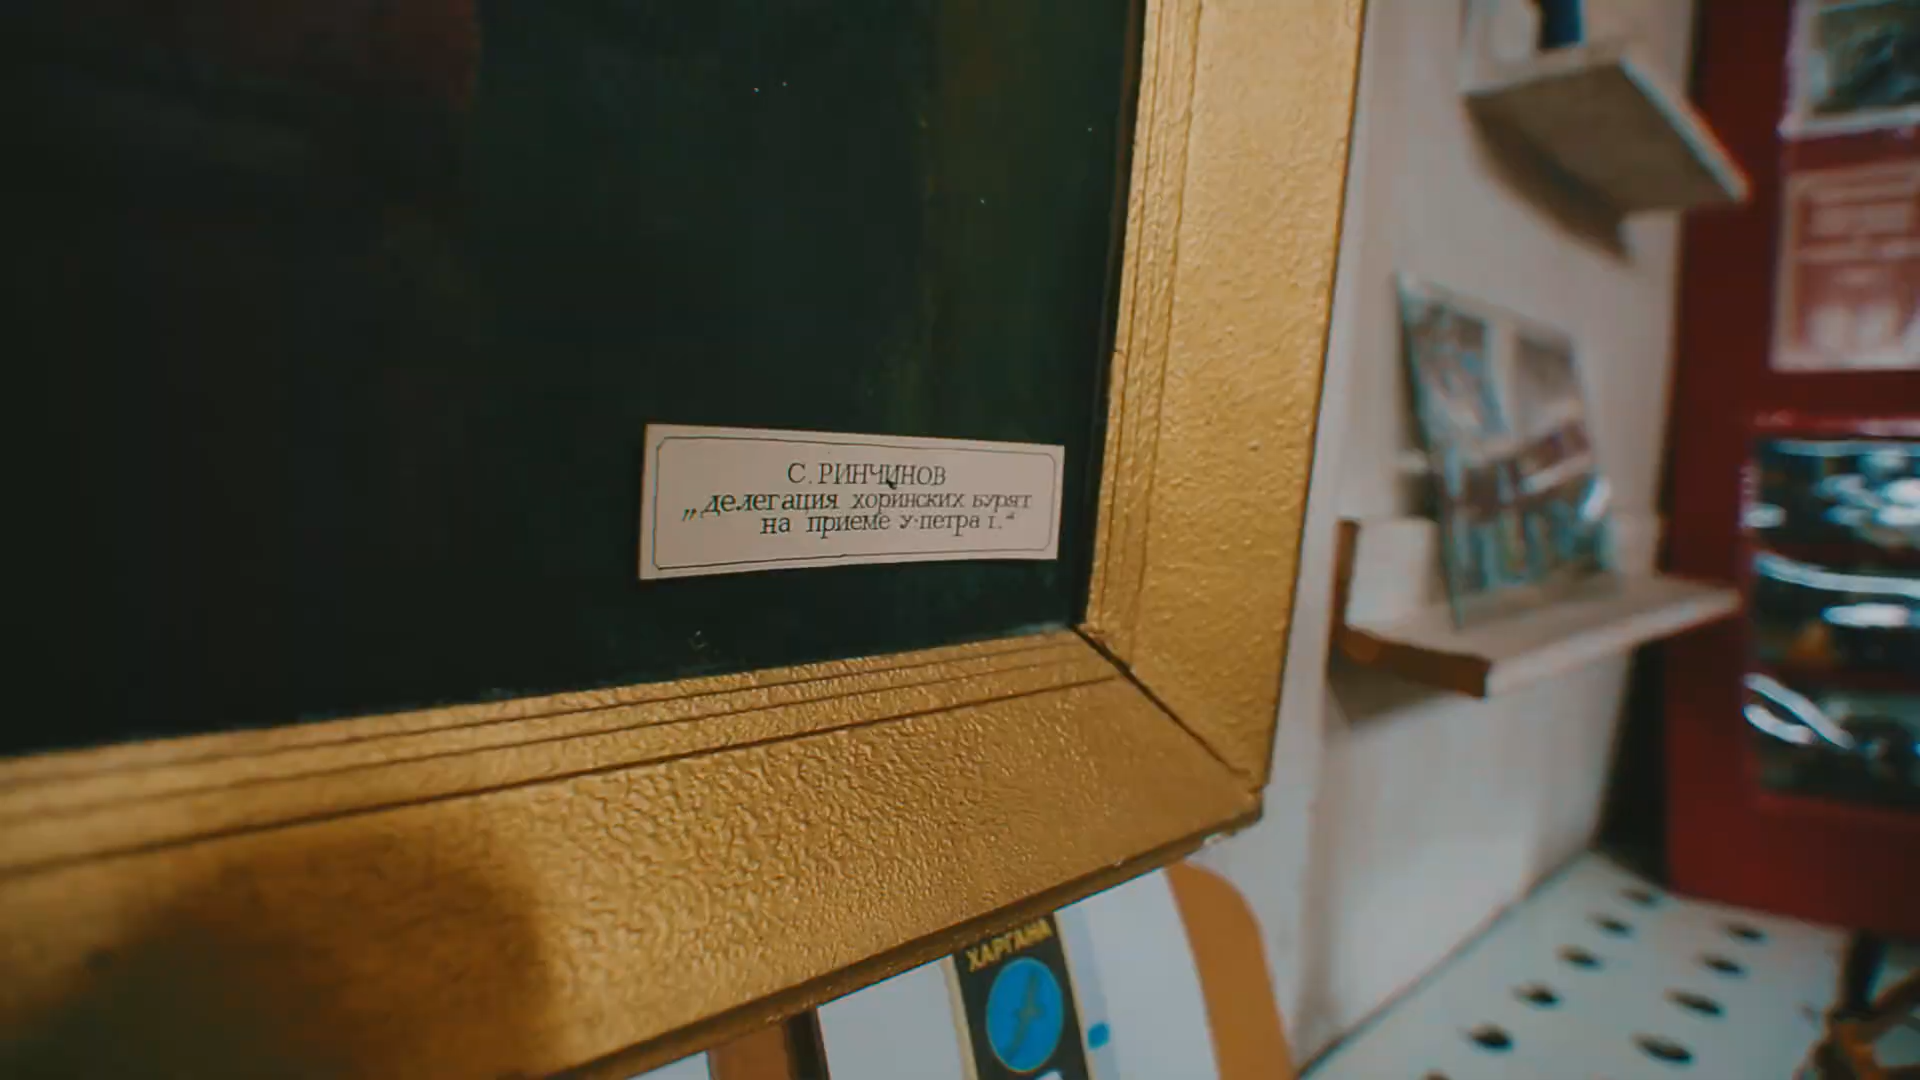 С. РИНЧИНОВ
„делегация хоринских бурят
на приеме у петра I.“
ХАРГАНА